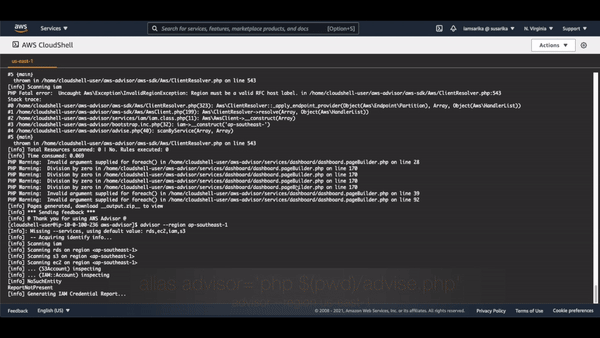 aws
Services
Search for services, features, marketplace products, and docs
[Option+S]
iamsarika @ susarika
N. Virginia
Support
AWS CloudShell
Actions
us-east-1
#5 {main}
thrown in /home/cloudshell-user/aws-advisor/aws-sdk/Aws/ClientResolver.php on line 543
[info] Scanning iam
PHP Fatal error:  Uncaught Aws\Exception\InvalidRegionException: Region must be a valid RFC host label. in /home/cloudshell-user/aws-advisor/aws-sdk/Aws/ClientResolver.php:543
Stack trace:
#0 /home/cloudshell-user/aws-advisor/aws-sdk/Aws/ClientResolver.php(323): Aws\ClientResolver::_apply_endpoint_provider(Object(Aws\Endpoint\Partition), Array, Object(Aws\HandlerList))
#1 /home/cloudshell-user/aws-advisor/aws-sdk/Aws/AwsClient.php(199): Aws\ClientResolver->resolve(Array, Object(Aws\HandlerList))
#2 /home/cloudshell-user/aws-advisor/services/iam/iam.class.php(11): Aws\AwsClient->__construct(Array)
#3 /home/cloudshell-user/aws-advisor/bootstrap.inc.php(32): iam->__construct('ap-southeast-')
#4 /home/cloudshell-user/aws-advisor/advise.php(40): scanByService(Array, Array)
#5 {main}
thrown in /home/cloudshell-user/aws-advisor/aws-sdk/Aws/ClientResolver.php on line 543
[info] Total Resources scanned: 0 | No. Rules executed: 0
[info] Time consumed: 0.069
PHP Warning:  Invalid argument supplied for foreach() in /home/cloudshell-user/aws-advisor/services/dashboard/dashboard.pageBuilder.php on line 28
PHP Warning:  Division by zero in /home/cloudshell-user/aws-advisor/services/dashboard/dashboard.pageBuilder.php on line 170
PHP Warning:  Division by zero in /home/cloudshell-user/aws-advisor/services/dashboard/dashboard.pageBuilder.php on line 170
PHP Warning:  Division by zero in /home/cloudshell-user/aws-advisor/services/dashboard/dashboard.pageBuilder.php on line 170
PHP Warning:  Division by zero in /home/cloudshell-user/aws-advisor/services/dashboard/dashboard.pageBuilder.php on line 170
PHP Warning:  Invalid argument supplied for foreach() in /home/cloudshell-user/aws-advisor/services/dashboard/dashboard.pageBuilder.php on line 39
PHP Warning:  Invalid argument supplied for foreach() in /home/cloudshell-user/aws-advisor/services/dashboard/dashboard.pageBuilder.php on line 92
[info] Pages generated, download __output.zip__ to view
[info] *** Sending feedback ***
[info] @ Thank you for using AWS Advisor @
[cloudshell-user@ip-10-0-100-236 aws-advisor]$ advisor --region ap-southeast-1
[info]: Missing --services, using default value: rds,ec2,iam,s3
[info]  -- Acquiring identify info...
[info] Scanning iam
[info] Scanning rds on region <ap-southeast-1>
[info] Scanning s3 on region <ap-southeast-1>
[info] Scanning ec2 on region <ap-southeast-1>
[info] ... (S3Account) inspecting
[info] ... (IAM::Account) inspecting
[info] NoSuchEntity
ReportNotPresent
[info] Generating IAM Credential Report...
alias advisor='php $(pwd)/advise.php'
Feedback
English (US)
© 2008 - 2021, Amazon Web Services, Inc. or its affiliates. All rights reserved.
Privacy Policy
Terms of Use
Cookie preferences